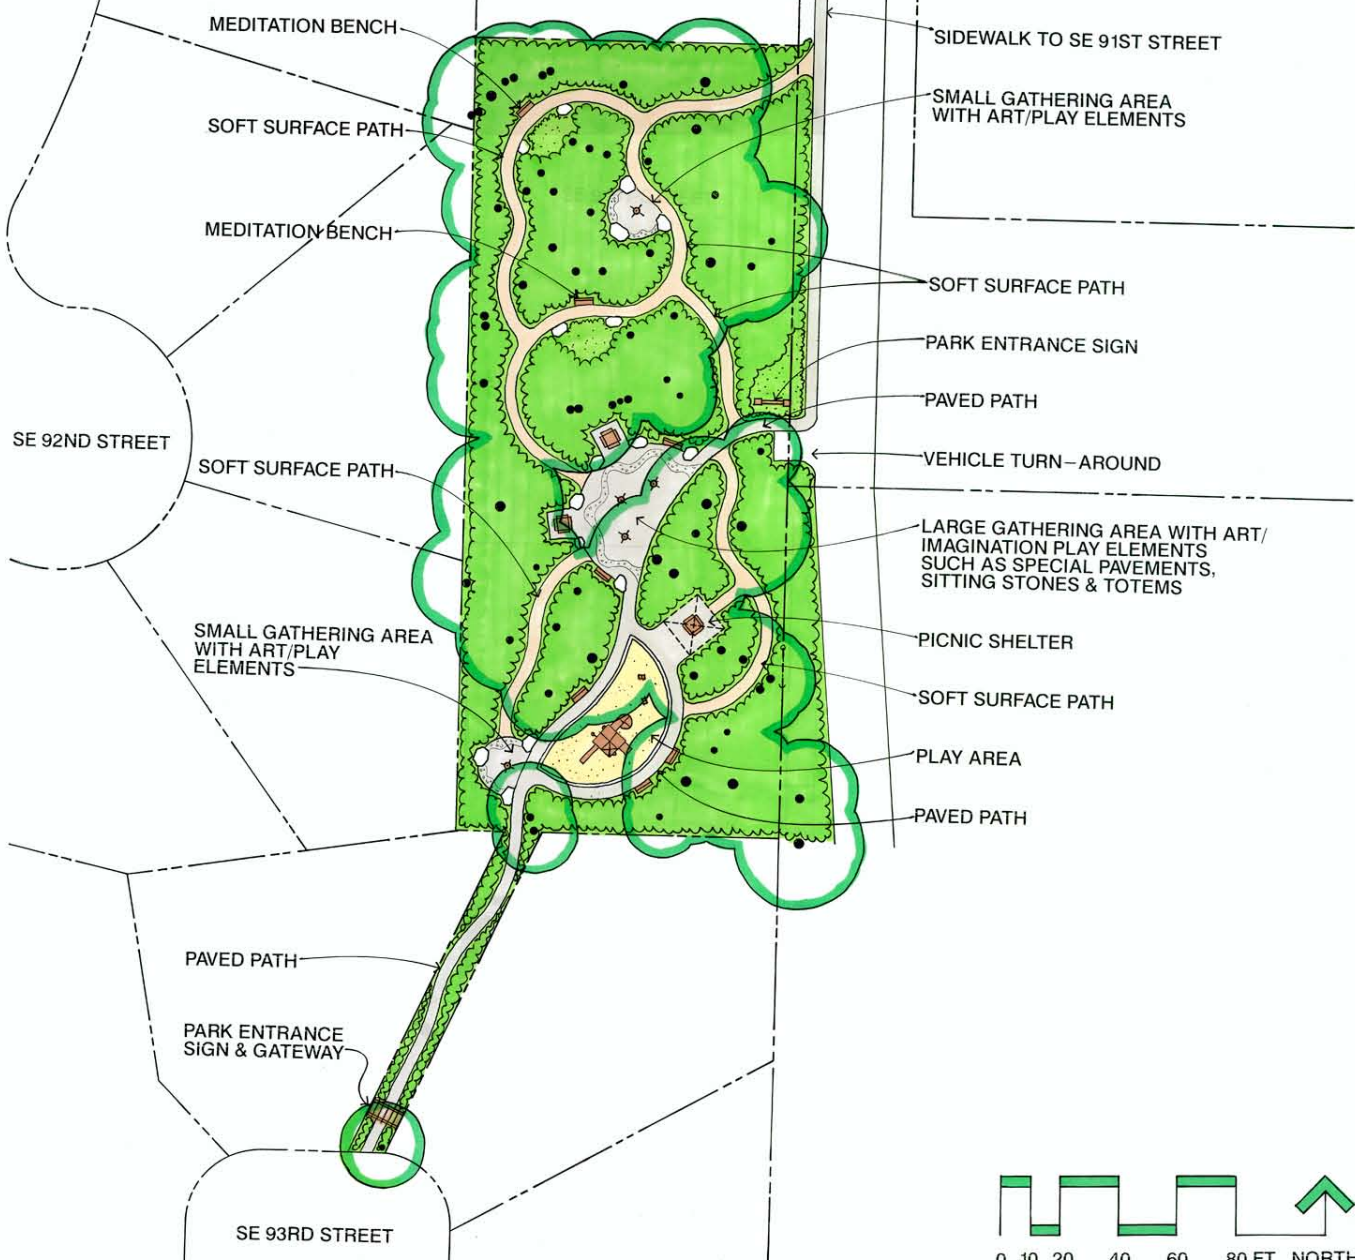 MEDITATION BENCH
SIDEWALK TO SE 91ST STREET
SMALL GATHERING AREA
WITH ART/PLAY ELEMENTS
SOFT SURFACE PATH
MEDITATION BENCH
SOFT SURFACE PATH
PARK ENTRANCE SIGN
PAVED PATH
SE 92ND STREET
SOFT SURFACE PATH
VEHICLE TURN-AROUND
LARGE GATHERING AREA WITH ART/
IMAGINATION PLAY ELEMENTS
SUCH AS SPECIAL PAVEMENTS,
SITTING STONES & TOTEMS
SMALL GATHERING AREA
WITH ART/PLAY
ELEMENTS
PICNIC SHELTER
SOFT SURFACE PATH
PLAY AREA
PAVED PATH
PAVED PATH
PARK ENTRANCE
SIGN & GATEWAY
SE 93RD STREET
0 10 20 40 60 80 FT. NORTH